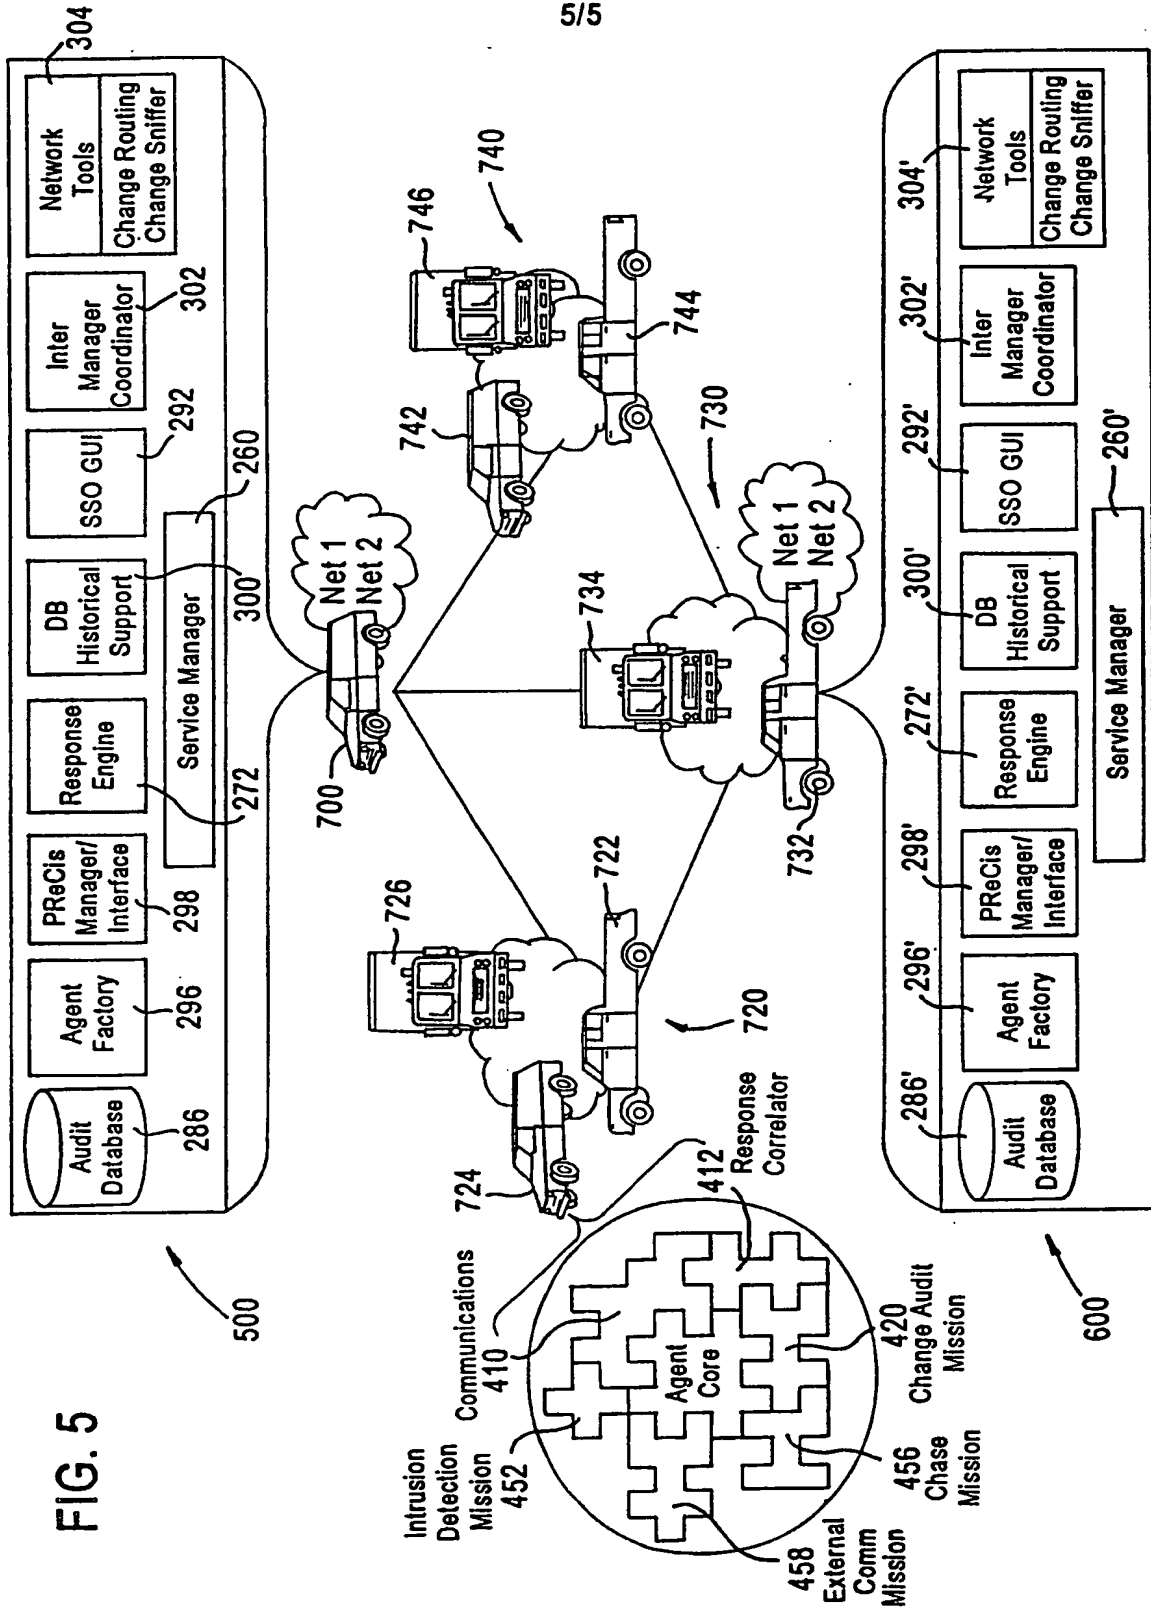 5/5
FIG. 5
500
Audit
Database
286
Agent
Factory
296
PReCis
Manager/
Interface
298
Response
Engine
272
DB
Historical
Support
300
SSO GUI
292
Inter
Manager
Coordinator
302
Network
Tools
Change Routing
Change Sniffer
304
Service Manager
260
700
Net 1
Net 2
726
724
722
720
734
732
730
Net 1
Net 2
742
746
744
740
Intrusion
Detection
Mission
452
Communications
410
412
Response
Correlator
Agent
Core
458
External
Comm
Mission
456
Chase
Mission
420
Change Audit
Mission
600
286'
Audit
Database
296'
Agent
Factory
298'
PReCis
Manager/
Interface
272'
Response
Engine
300'
DB
Historical
Support
292'
SSO GUI
302'
Inter
Manager
Coordinator
304'
Network
Tools
Change Routing
Change Sniffer
Service Manager
260'